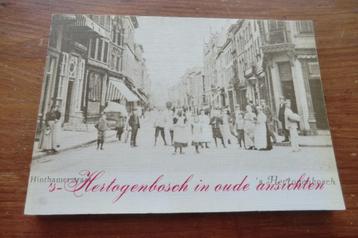 Hinthamerstraat 's Hertogenbosch
's-Hertogenbosch in oude ansichten